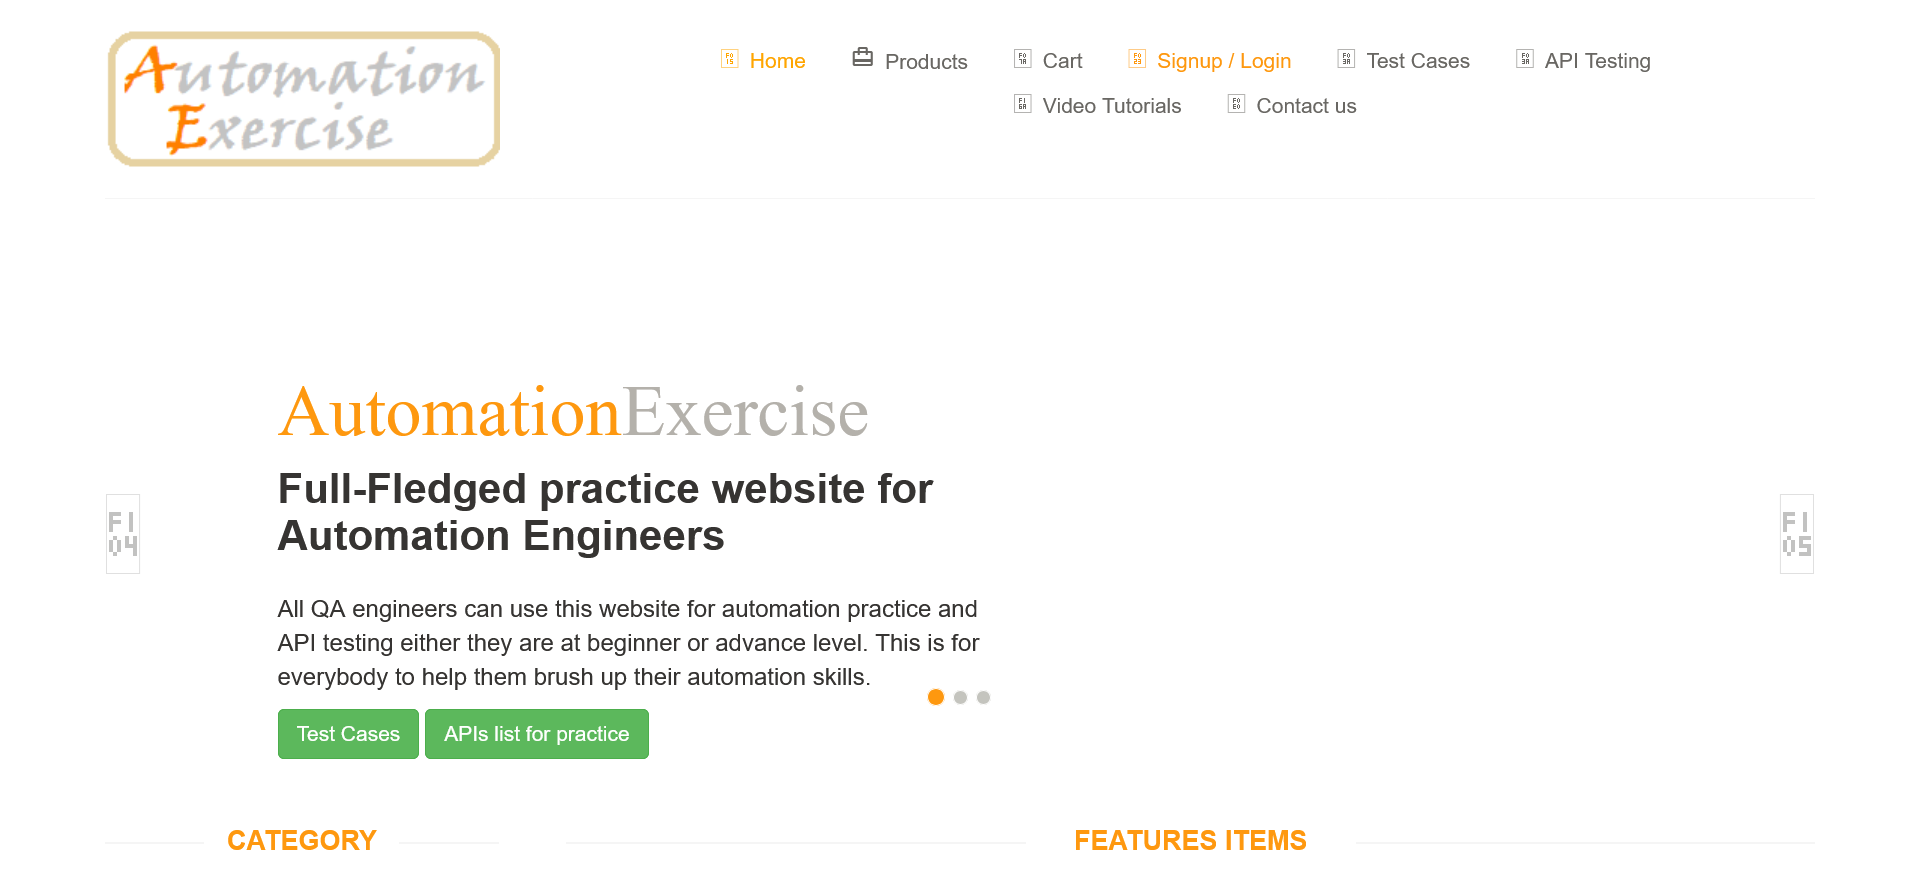 Automation
Exercise
Home Products Cart Signup / Login Test Cases API Testing
Video Tutorials Contact us
AutomationExercise
Full-Fledged practice website for
Automation Engineers
All QA engineers can use this website for automation practice and
API testing either they are at beginner or advance level. This is for
everybody to help them brush up their automation skills.
Test Cases APIs list for practice
CATEGORY FEATURES ITEMS